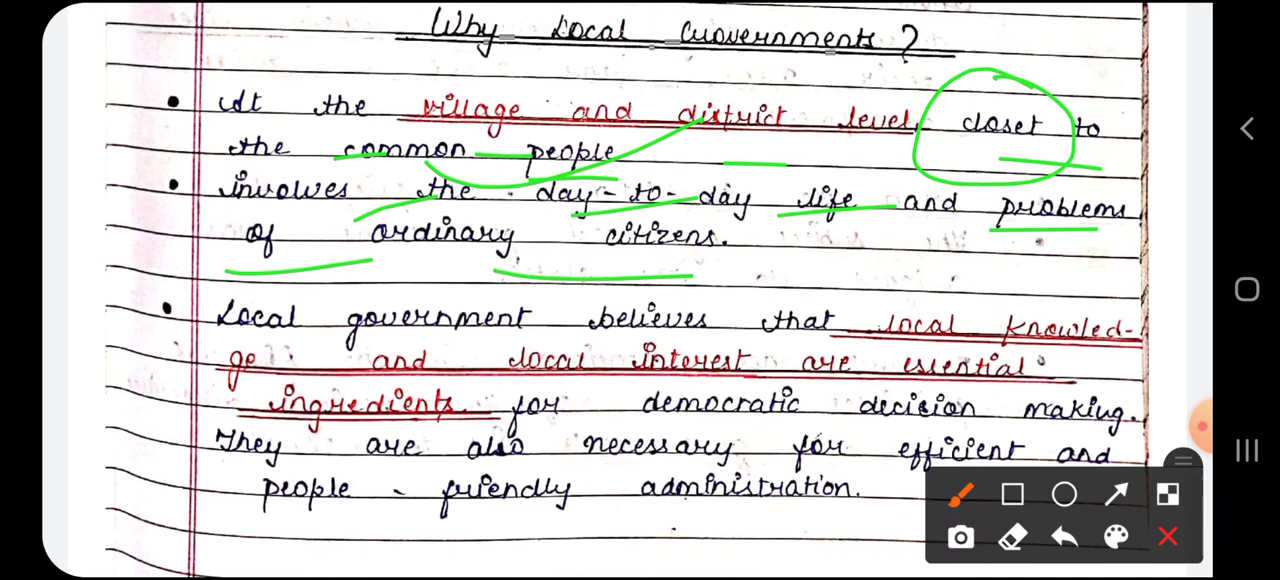 Why Local Governments?
• At the village and district level, closet to
the common people
• involves the day-to-day life and problems
of ordinary citizens.
• Local government believes that local knowled-
ge and local interest are essential
ingredients for democratic decision making.
They are also necessary for efficient and
people - friendly administration.